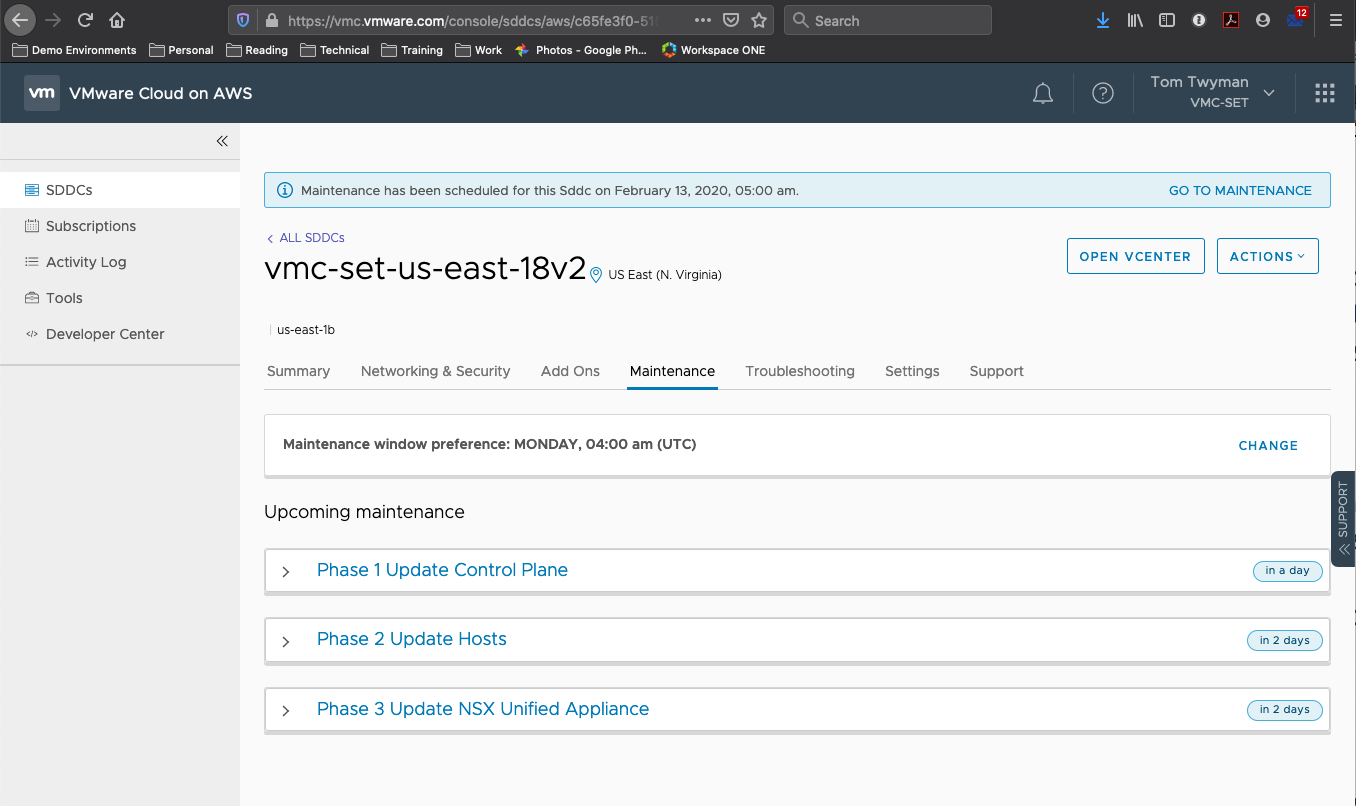 https://vmc.vmware.com/console/sddcs/aws/c65fe3f0-51
Search
12
Demo Environments
Personal
Reading
Technical
Training
Work
Photos - Google Ph...
Workspace ONE
vm
VMware Cloud on AWS
Tom Twyman
VMC-SET
SDDCs
Subscriptions
Activity Log
Tools
Developer Center
Maintenance has been scheduled for this Sddc on February 13, 2020, 05:00 am.
GO TO MAINTENANCE
ALL SDDCs
vmc-set-us-east-18v2
US East (N. Virginia)
OPEN VCENTER
ACTIONS
us-east-1b
Summary
Networking & Security
Add Ons
Maintenance
Troubleshooting
Settings
Support
Maintenance window preference: MONDAY, 04:00 am (UTC)
CHANGE
SUPPORT
Upcoming maintenance
Phase 1 Update Control Plane
in a day
Phase 2 Update Hosts
in 2 days
Phase 3 Update NSX Unified Appliance
in 2 days